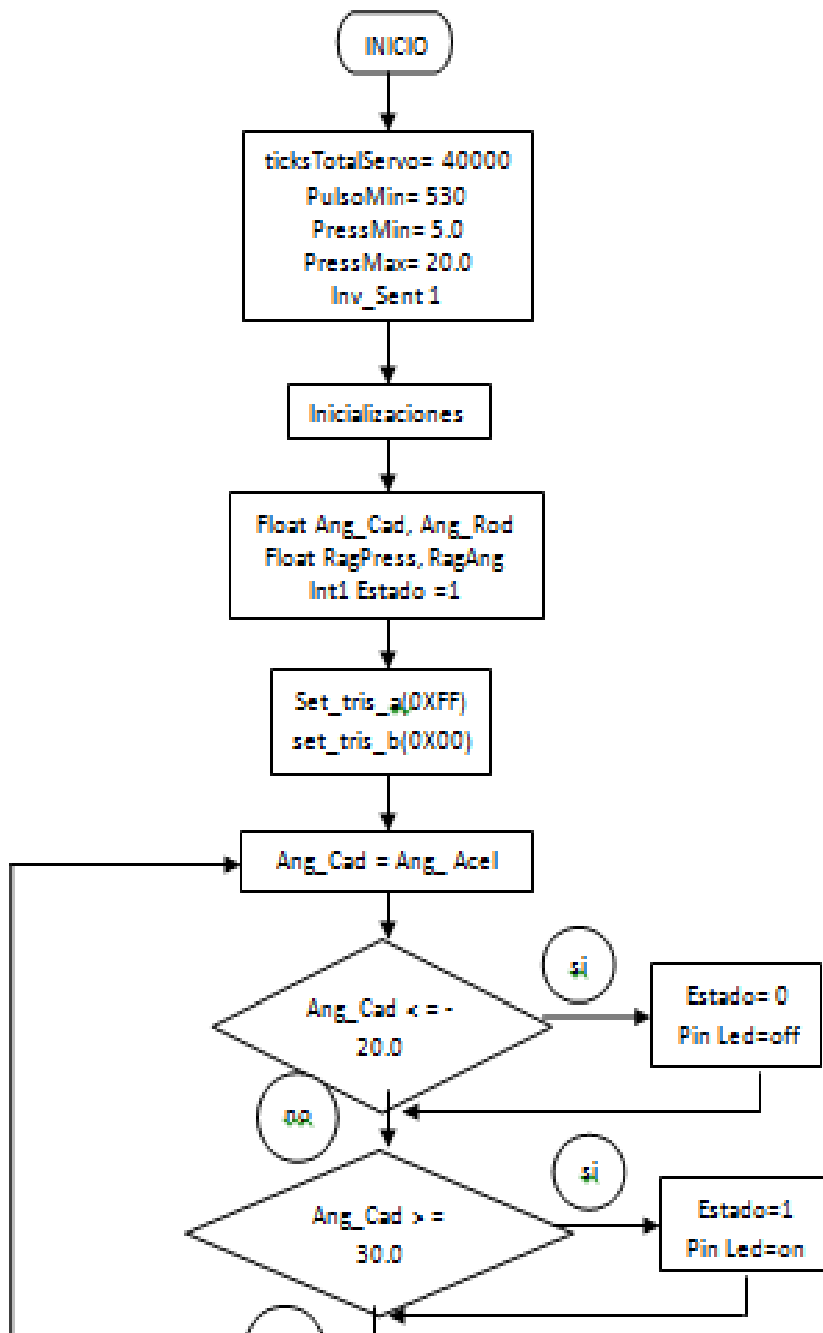 INICIO
ticksTotalServo= 40000
PulsoMin= 530
PressMin= 5.0
PressMax= 20.0
Inv_Sent 1
Inicializaciones
Float Ang_Cad, Ang_Rod
Float RagPress, RagAng
Int1 Estado =1
Set_tris_a(0XFF)
set_tris_b(0X00)
Ang_Cad = Ang_ Acel
si
Ang_Cad < = -
20.0
Estado= 0
Pin Led=off
no
si
Ang_Cad > =
30.0
Estado=1
Pin Led=on